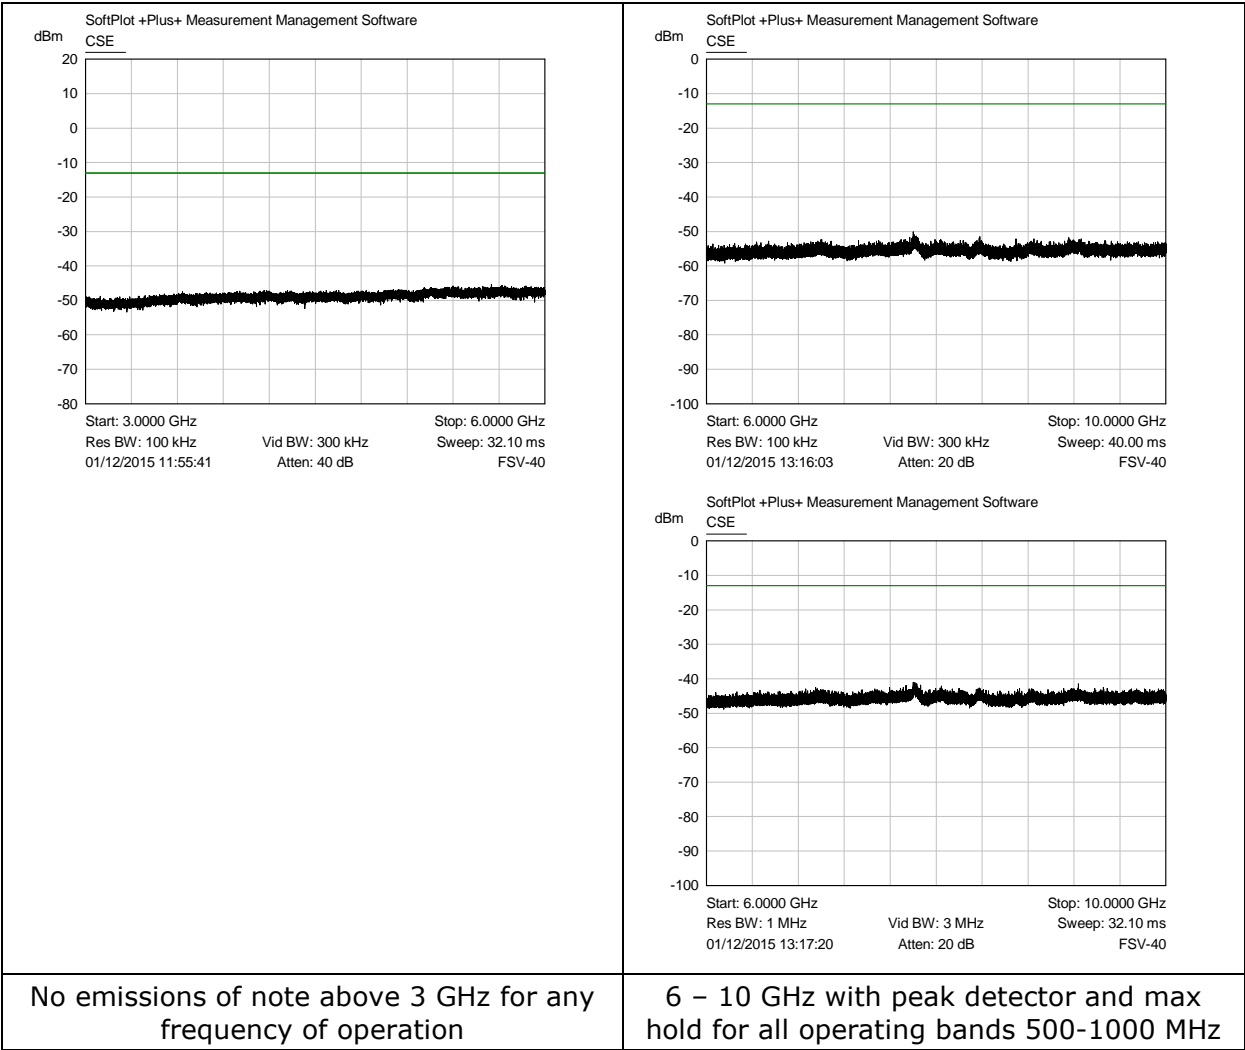 SoftPlot +Plus+ Measurement Management Software
dBm
CSE
20
10
0
-10
-20
-30
-40
-50
-60
-70
-80
Start: 3.0000 GHz Stop: 6.0000 GHz
Res BW: 100 kHz Vid BW: 300 kHz Sweep: 32.10 ms
01/12/2015 11:55:41 Atten: 40 dB FSV-40
SoftPlot +Plus+ Measurement Management Software
dBm
CSE
0
-10
-20
-30
-40
-50
-60
-70
-80
-90
-100
Start: 6.0000 GHz Stop: 10.0000 GHz
Res BW: 100 kHz Vid BW: 300 kHz Sweep: 40.00 ms
01/12/2015 13:16:03 Atten: 20 dB FSV-40
SoftPlot +Plus+ Measurement Management Software
dBm
CSE
0
-10
-20
-30
-40
-50
-60
-70
-80
-90
-100
Start: 6.0000 GHz Stop: 10.0000 GHz
Res BW: 1 MHz Vid BW: 3 MHz Sweep: 32.10 ms
01/12/2015 13:17:20 Atten: 20 dB FSV-40
No emissions of note above 3 GHz for any
frequency of operation
6 – 10 GHz with peak detector and max
hold for all operating bands 500-1000 MHz